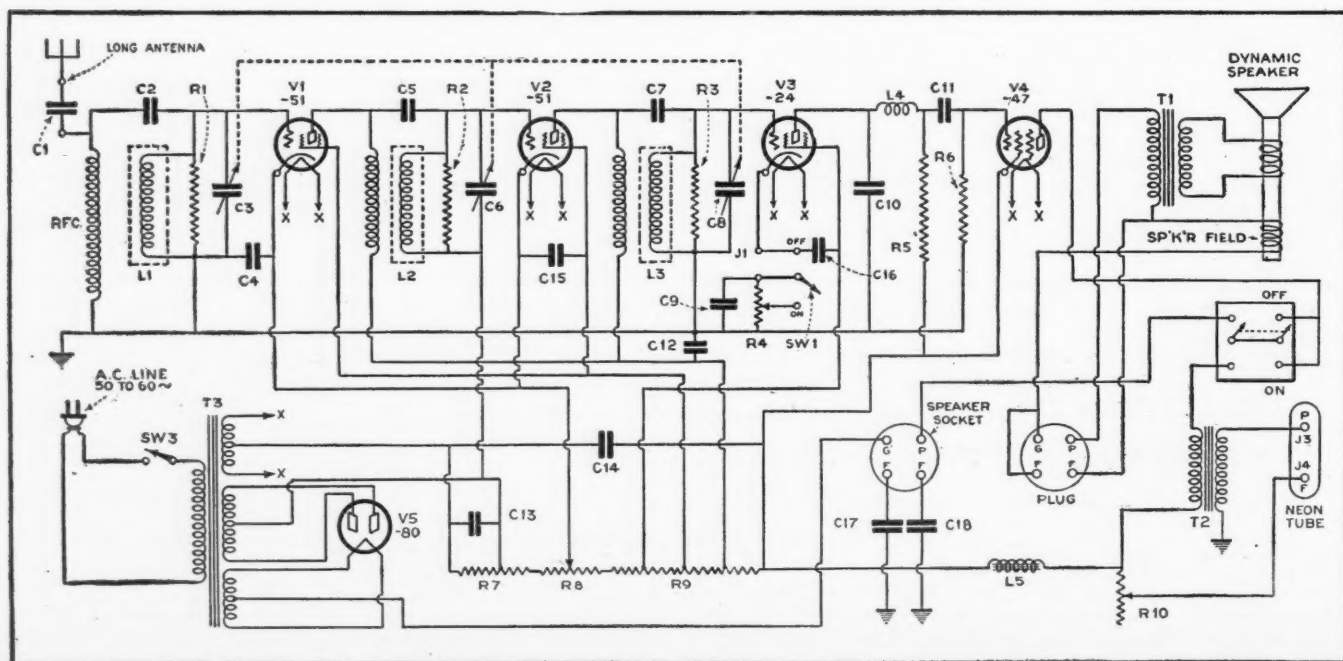 LONG ANTENNA
C1
C2
R1
V1
-51
C5
R2
V2
-51
C7
R3
V3
-24
L4
C11
V4
-47
T1
DYNAMIC
SPEAKER
RFC
L1
C3
C4
X X
L2
C6
X X
C15
L3
C8
X X
J1
OFF
C16
C9
R4
ON
SW1
C10
R5
R6
X X
SP'K'R FIELD
C12
OFF
ON
A.C. LINE
50 TO 60~
SW3
T3
X
X
V5
-80
C13
C14
R7
R8
R9
SPEAKER
SOCKET
G P
F F
C17
C18
G P
F F
PLUG
L5
T2
R10
P
J3
J4
F
NEON
TUBE